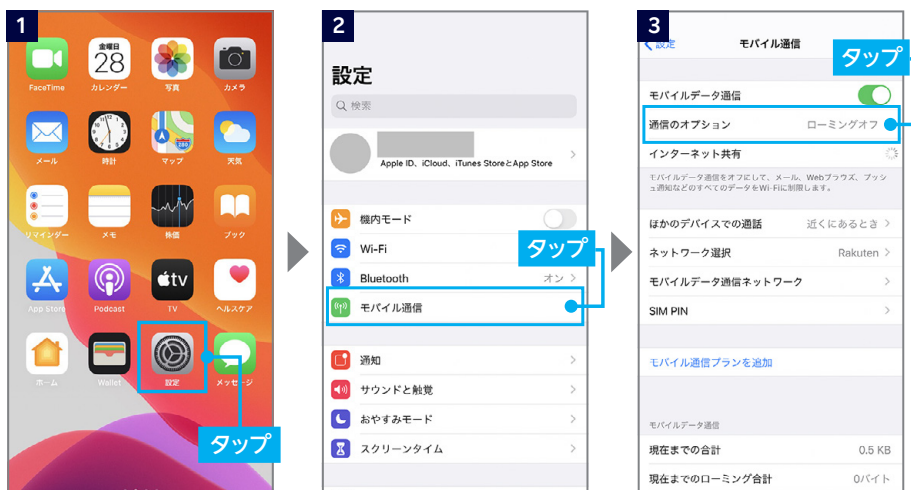 1
金曜日
28
FaceTime
カレンダー
写真
カメラ
280
メール
時計
マップ
天気
リマインダー
メモ
株価
ブック
tv
App Store
Podcast
TV
ヘルスケア
ホーム
Wallet
設定
メッセージ
タップ
2
設定
検索
Apple ID、iCloud、iTunes StoreとApp Store
機内モード
Wi-Fi
タップ
Bluetooth
オン
モバイル通信
通知
サウンドと触覚
おやすみモード
スクリーンタイム
3
設定
モバイル通信
タップ
モバイルデータ通信
通信のオプション
ローミングオフ
インターネット共有
モバイルデータ通信をオフにして、メール、Webブラウズ、プッシ
ュ通知などのすべてのデータをWi-Fiに制限します。
ほかのデバイスでの通話
近くにあるとき
ネットワーク選択
Rakuten
モバイルデータ通信ネットワーク
SIM PIN
モバイル通信プランを追加
モバイルデータ通信
現在までの合計
0.5 KB
現在までのローミング合計
0バイト